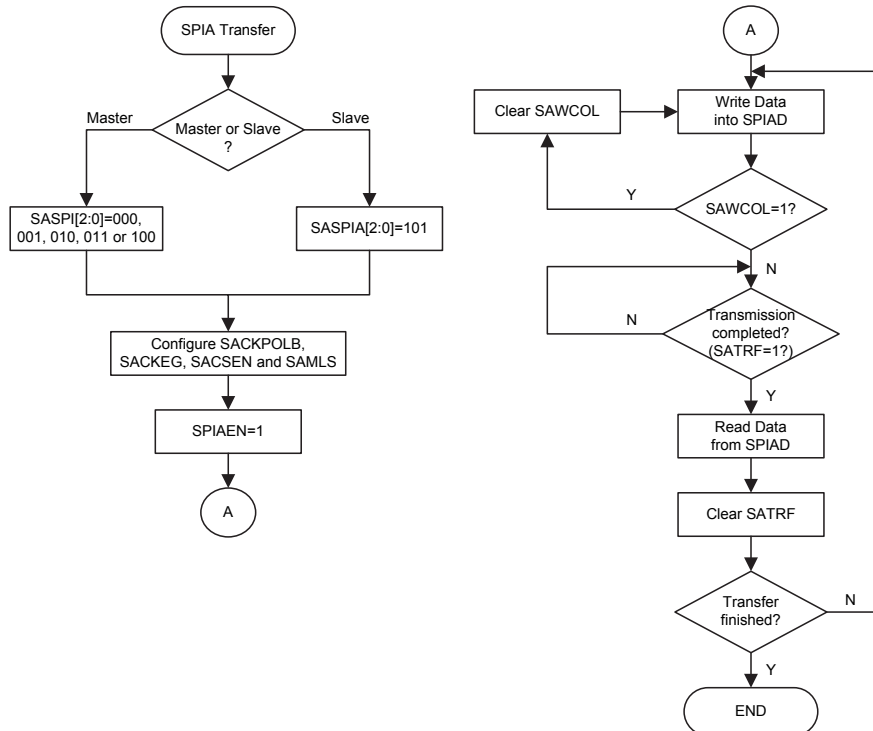 SPIA Transfer
Master
Master or Slave
?
Slave
SASPI[2:0]=000,
001, 010, 011 or 100
SASPIA[2:0]=101
Configure SACKPOLB,
SACKEG, SACSEN and SAMLS
SPIAEN=1
A
A
Clear SAWCOL
Write Data
into SPIAD
Y
SAWCOL=1?
N
N
Transmission
completed?
(SATRF=1?)
Y
Read Data
from SPIAD
Clear SATRF
Transfer
finished?
N
Y
END